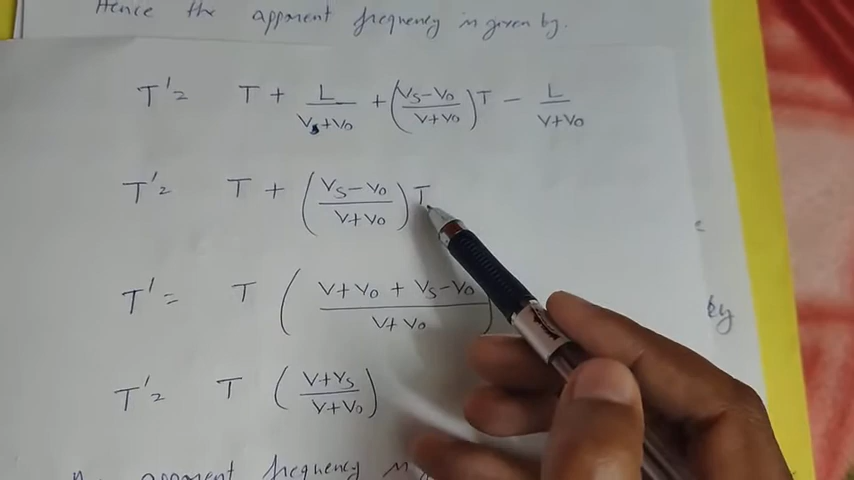 Hence the apparent frequency is given by.
T' = T + L/(Vs+Vo) + ((Vs-Vo)/(V+Vo))T - L/(V+Vo)
T' = T + ((Vs-Vo)/(V+Vo))T
T' = T ((V+Vo+Vs-Vo)/(V+Vo))
by
T' = T ((V+Vs)/(V+Vo))
apparent frequency